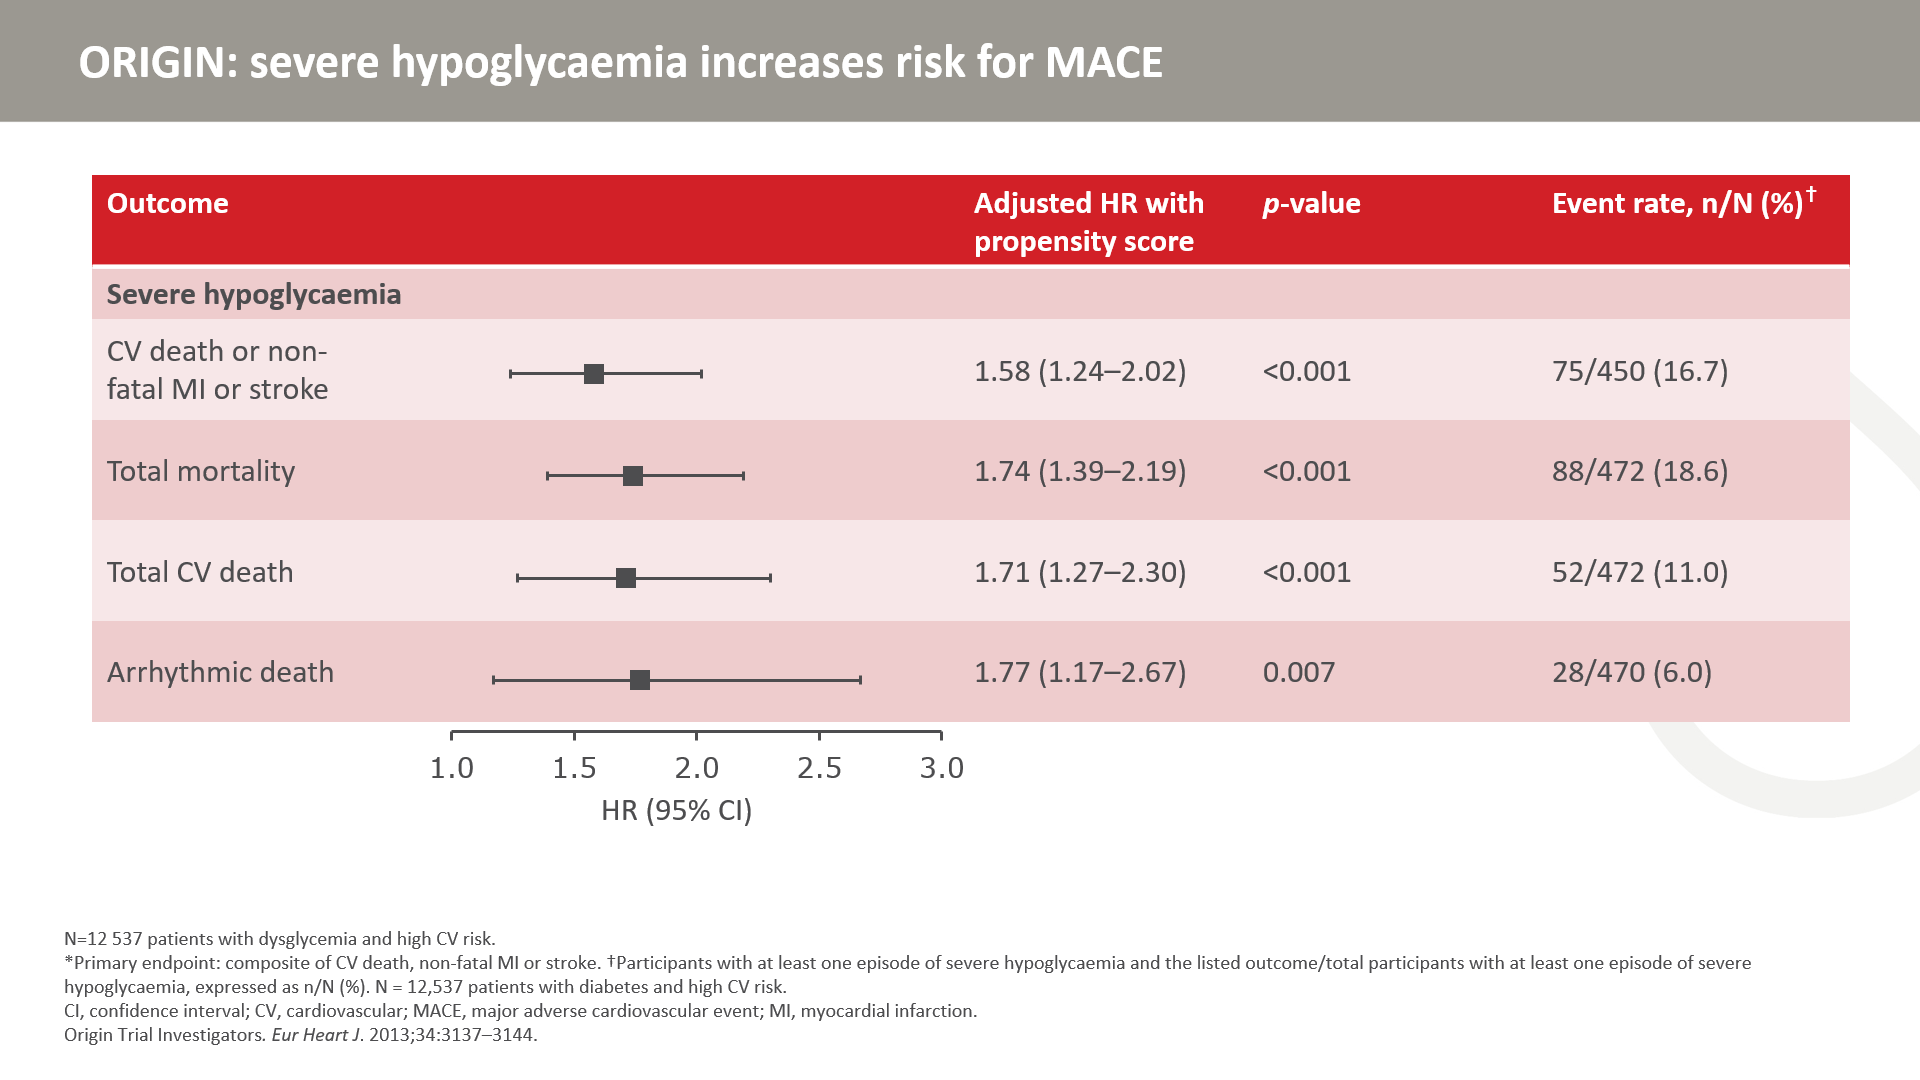 ORIGIN: severe hypoglycaemia increases risk for MACE
Outcome
Adjusted HR with
propensity score
p-value
Event rate, n/N (%)†
Severe hypoglycaemia
CV death or non-
fatal MI or stroke
1.58 (1.24–2.02)
<0.001
75/450 (16.7)
Total mortality
1.74 (1.39–2.19)
<0.001
88/472 (18.6)
Total CV death
1.71 (1.27–2.30)
<0.001
52/472 (11.0)
Arrhythmic death
1.77 (1.17–2.67)
0.007
28/470 (6.0)
1.0 1.5 2.0 2.5 3.0
HR (95% CI)
N=12 537 patients with dysglycemia and high CV risk.
*Primary endpoint: composite of CV death, non-fatal MI or stroke. †Participants with at least one episode of severe hypoglycaemia and the listed outcome/total participants with at least one episode of severe
hypoglycaemia, expressed as n/N (%). N = 12,537 patients with diabetes and high CV risk.
CI, confidence interval; CV, cardiovascular; MACE, major adverse cardiovascular event; MI, myocardial infarction.
Origin Trial Investigators. Eur Heart J. 2013;34:3137–3144.